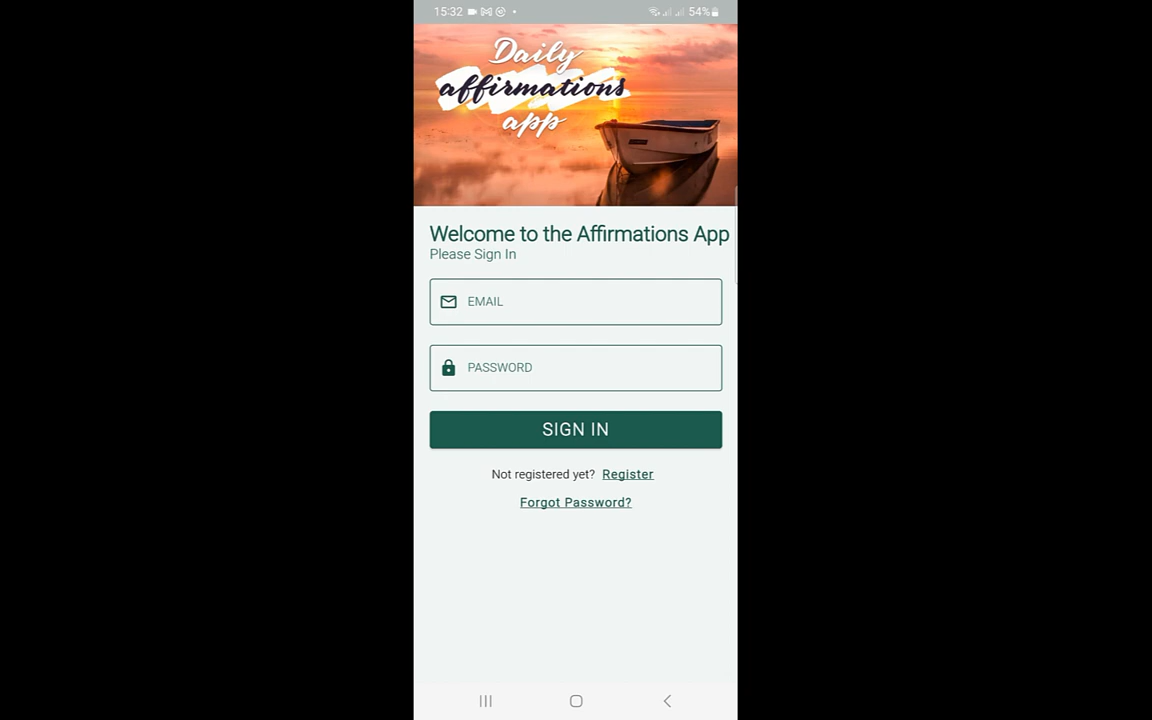 15:32
54%
Daily
affirmations
app
Welcome to the Affirmations App
Please Sign In
EMAIL
PASSWORD
SIGN IN
Not registered yet? Register
Forgot Password?